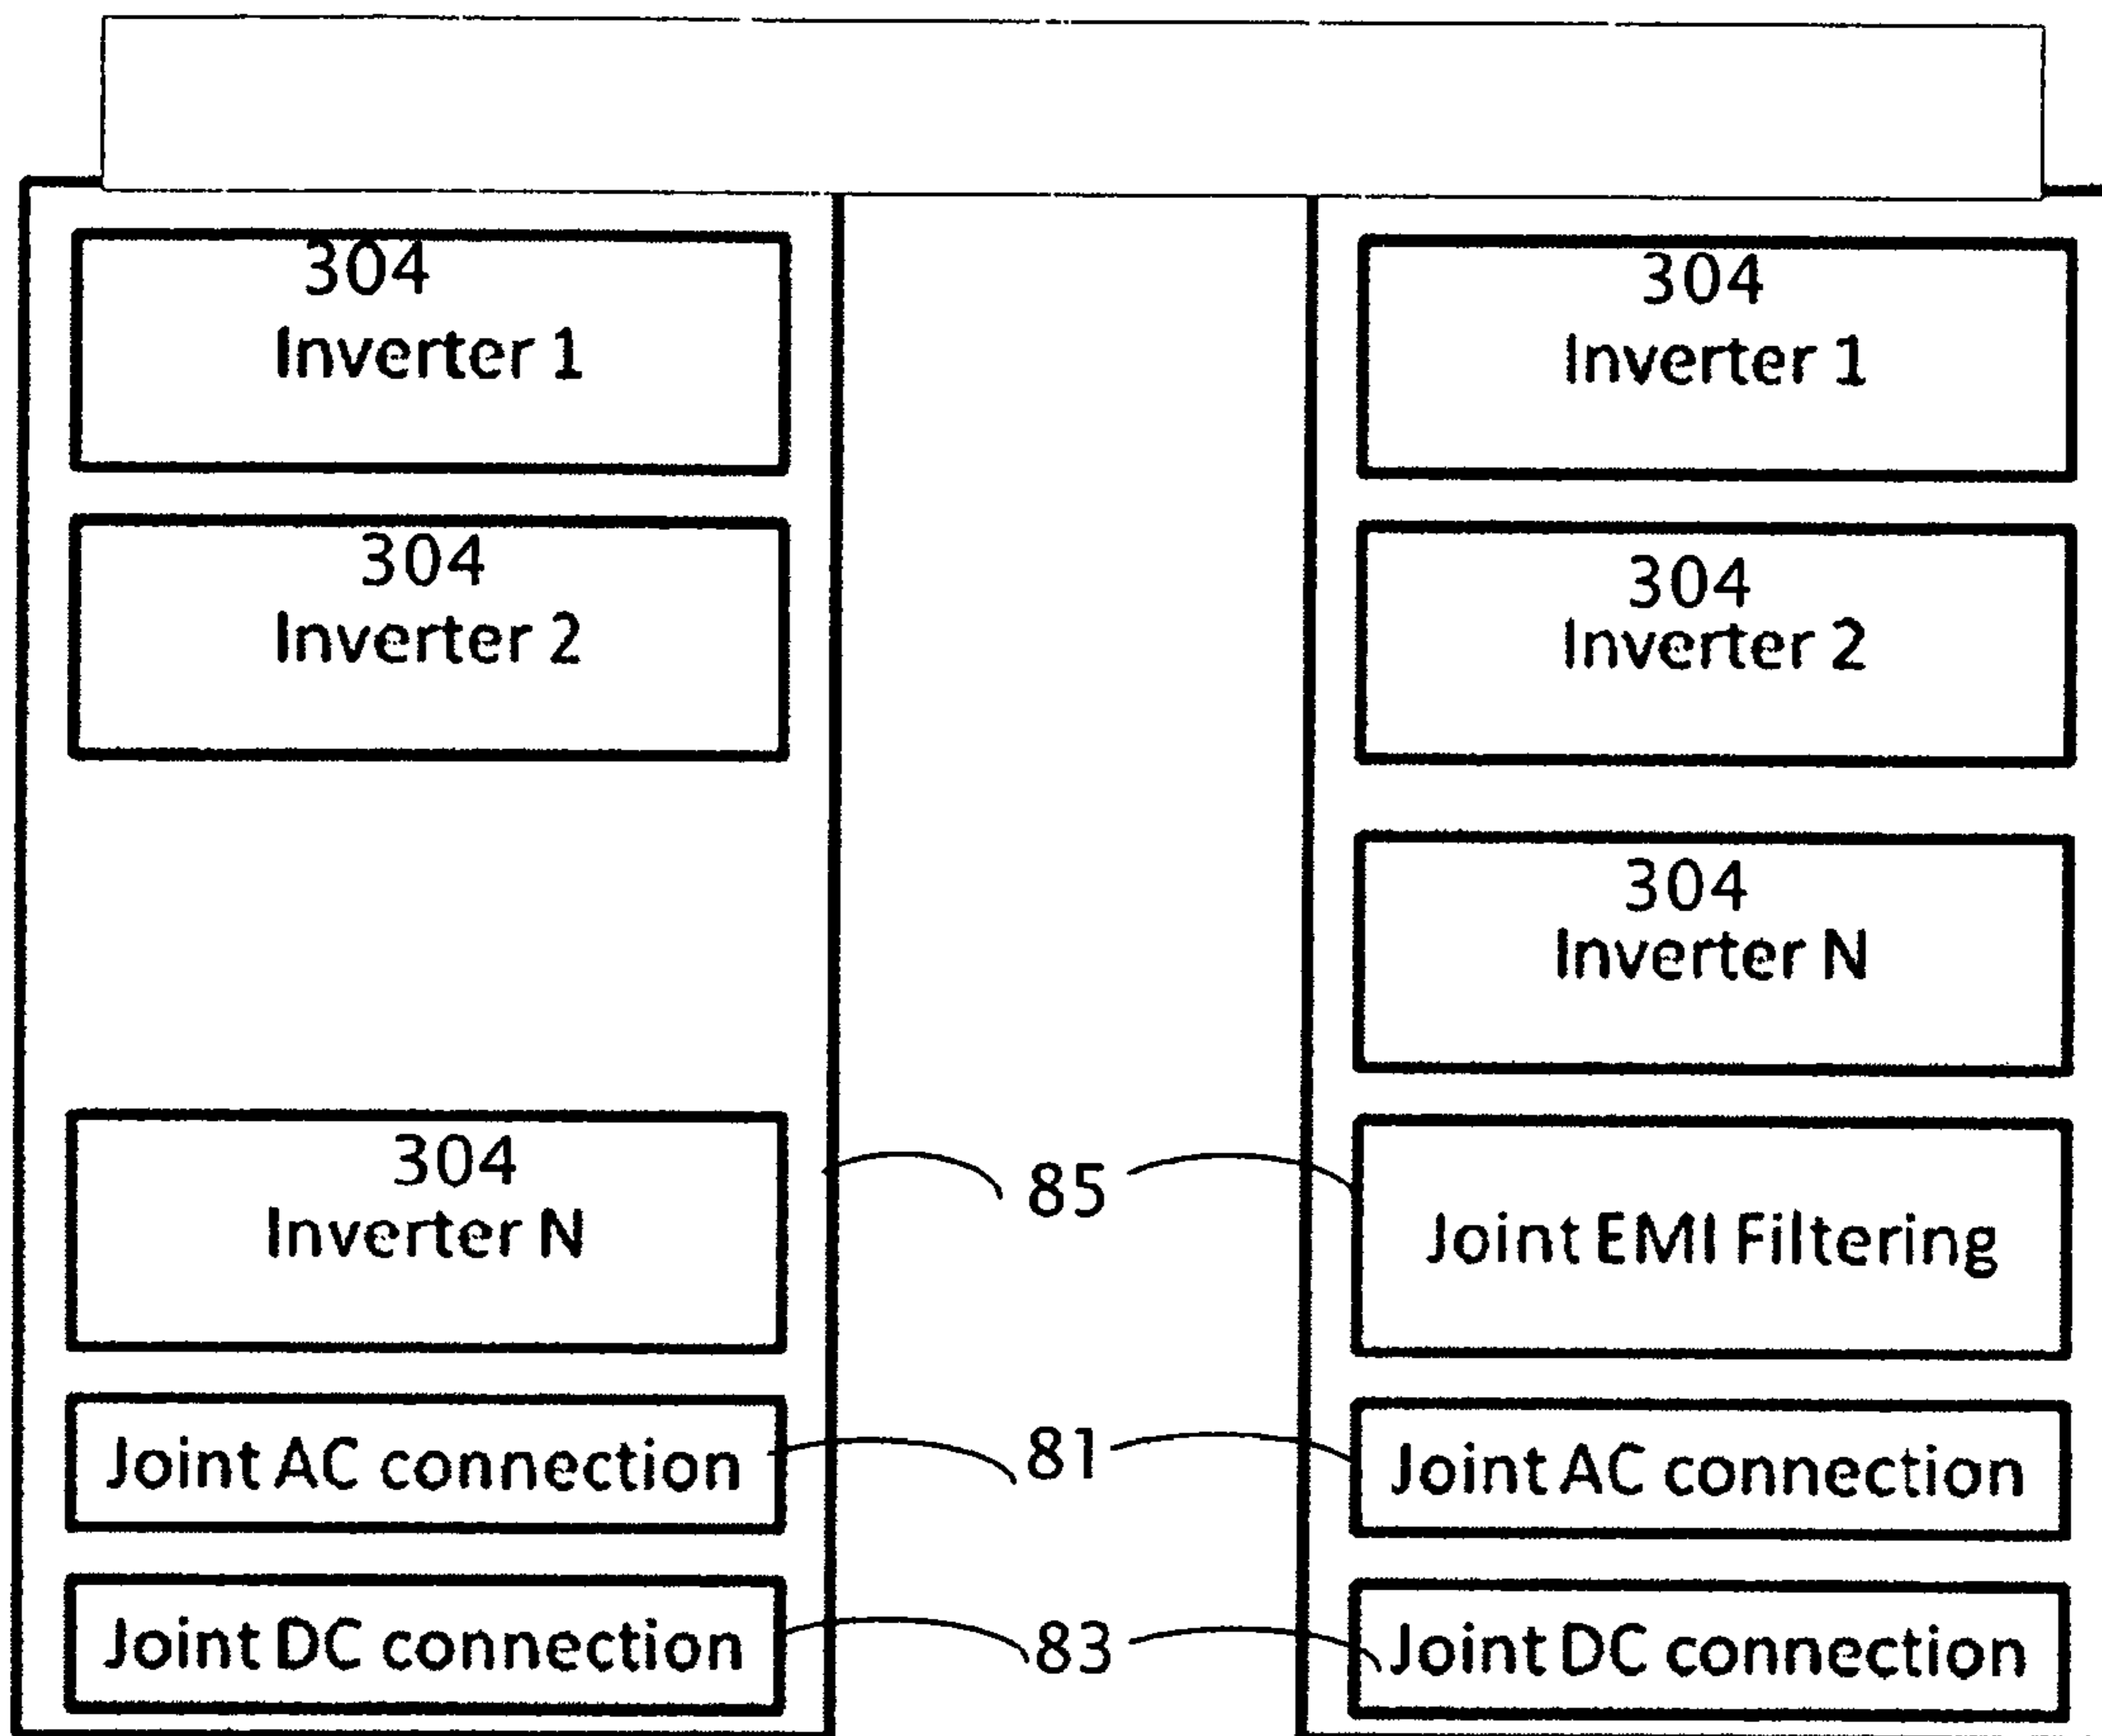 304
Inverter 1
304
Inverter 2
304
Inverter N
Joint AC connection
Joint DC connection
85
81
83
304
Inverter 1
304
Inverter 2
304
Inverter N
Joint EMI Filtering
Joint AC connection
Joint DC connection